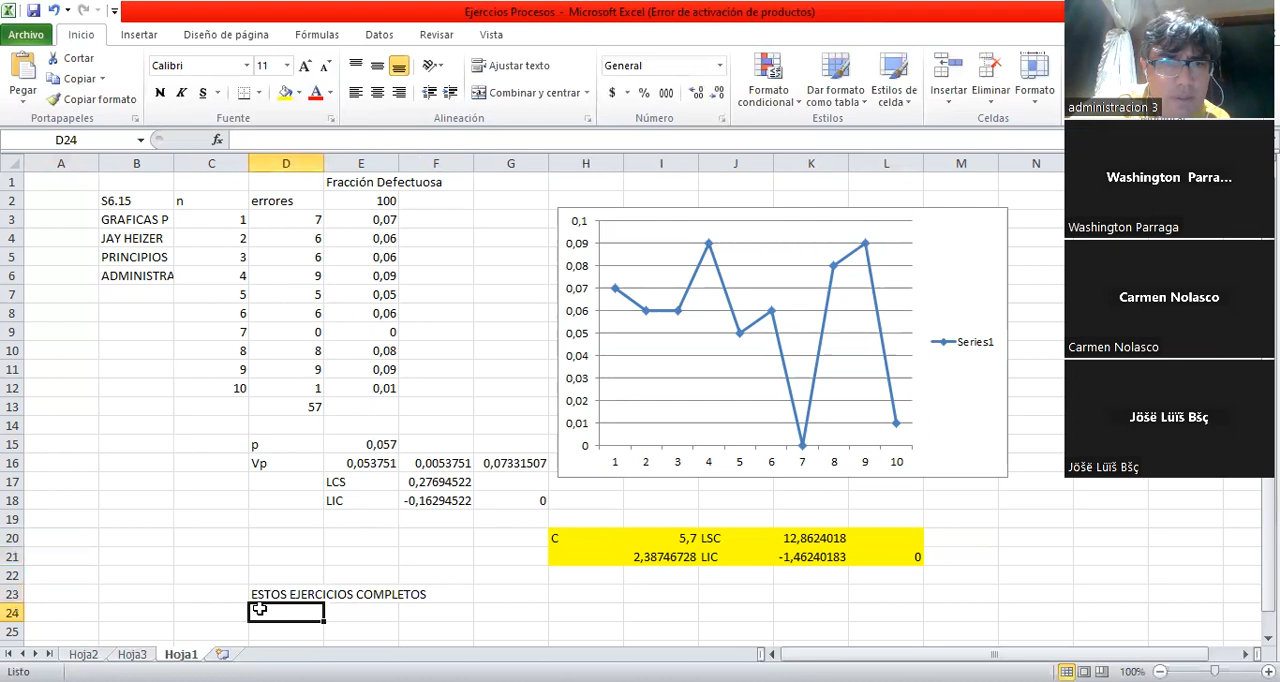 Ejerccios Procesos - Microsoft Excel (Error de activación de productos)
Archivo Inicio Insertar Diseño de página Fórmulas Datos Revisar Vista
Pegar
Cortar
Copiar
Copiar formato
Portapapeles
Calibri 11
N K S
Fuente
Ajustar texto
Combinar y centrar
Alineación
General
$ % 000
Número
Formato condicional
Dar formato como tabla
Estilos de celda
Estilos
Insertar Eliminar Formato
Celdas
D24 fx
A B C D E F G H I J K L M N
1 Fracción Defectuosa
2 S6.15 n errores 100
3 GRAFICAS P 1 7 0,07
4 JAY HEIZER 2 6 0,06
5 PRINCIPIOS 3 6 0,06
6 ADMINISTRA 4 9 0,09
7 5 5 0,05
8 6 6 0,06
9 7 0 0
10 8 8 0,08
11 9 9 0,09
12 10 1 0,01
13 57
14
15 p 0,057
16 Vp 0,053751 0,0053751 0,07331507
17 LCS 0,27694522
18 LIC -0,16294522 0
19
20 C 5,7 LSC 12,8624018
21 2,38746728 LIC -1,46240183 0
22
23 ESTOS EJERCICIOS COMPLETOS
24
25
0,1
0,09
0,08
0,07
0,06
0,05
0,04
0,03
0,02
0,01
0
1 2 3 4 5 6 7 8 9 10
Series1
Hoja2 Hoja3 Hoja1
Listo
100%
administracion 3
Washington Parra...
Washington Parraga
Carmen Nolasco
Carmen Nolasco
Jöšë Lüïš Bšç
Jöšë Lüïš Bšç